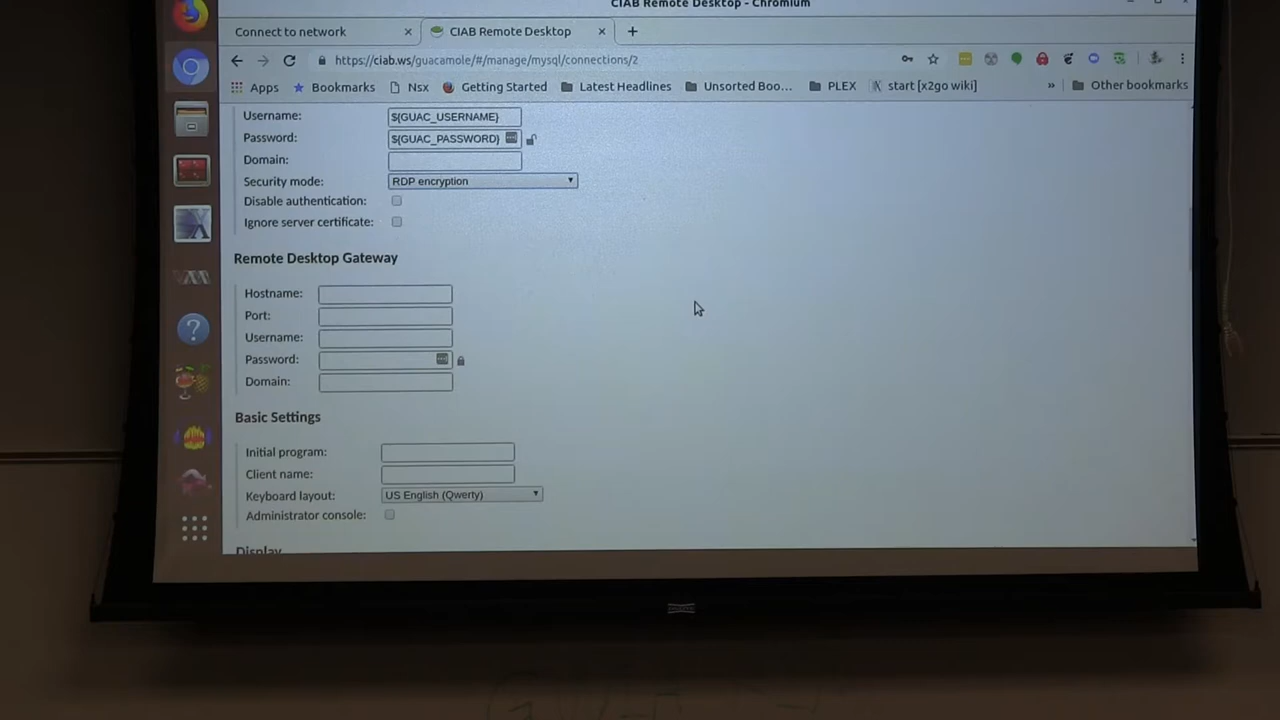 CIAB Remote Desktop - Chromium
Connect to network
CIAB Remote Desktop
https://ciab.ws/guacamole/#/manage/mysql/connections/2
Apps
Bookmarks
Nsx
Getting Started
Latest Headlines
Unsorted Boo...
PLEX
start [x2go wiki]
»
Other bookmarks
Username: ${GUAC_USERNAME}
Password: ${GUAC_PASSWORD}
Domain:
Security mode: RDP encryption
Disable authentication:
Ignore server certificate:
Remote Desktop Gateway
Hostname:
Port:
Username:
Password:
Domain:
Basic Settings
Initial program:
Client name:
Keyboard layout: US English (Qwerty)
Administrator console:
Display